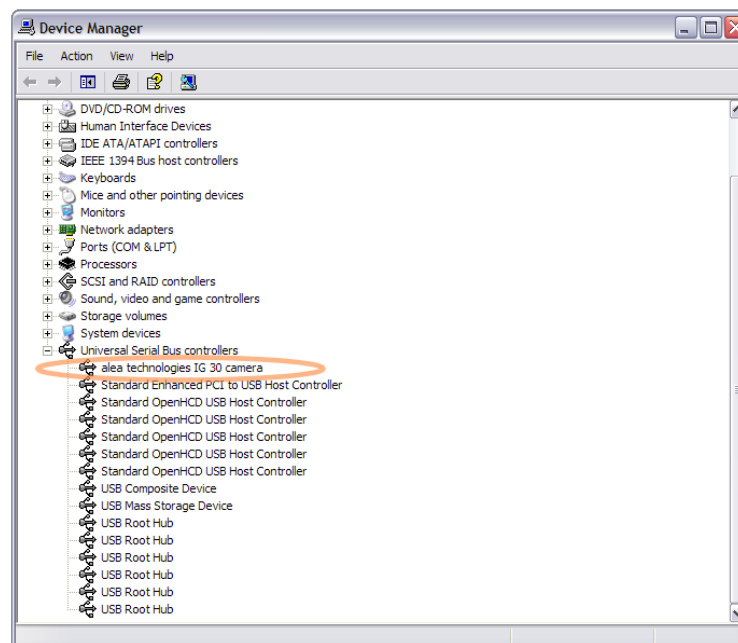 Device Manager
File Action View Help
DVD/CD-ROM drives
Human Interface Devices
IDE ATA/ATAPI controllers
IEEE 1394 Bus host controllers
Keyboards
Mice and other pointing devices
Monitors
Network adapters
Ports (COM & LPT)
Processors
SCSI and RAID controllers
Sound, video and game controllers
Storage volumes
System devices
Universal Serial Bus controllers
alea technologies IG 30 camera
Standard Enhanced PCI to USB Host Controller
Standard OpenHCD USB Host Controller
Standard OpenHCD USB Host Controller
Standard OpenHCD USB Host Controller
Standard OpenHCD USB Host Controller
Standard OpenHCD USB Host Controller
USB Composite Device
USB Mass Storage Device
USB Root Hub
USB Root Hub
USB Root Hub
USB Root Hub
USB Root Hub
USB Root Hub